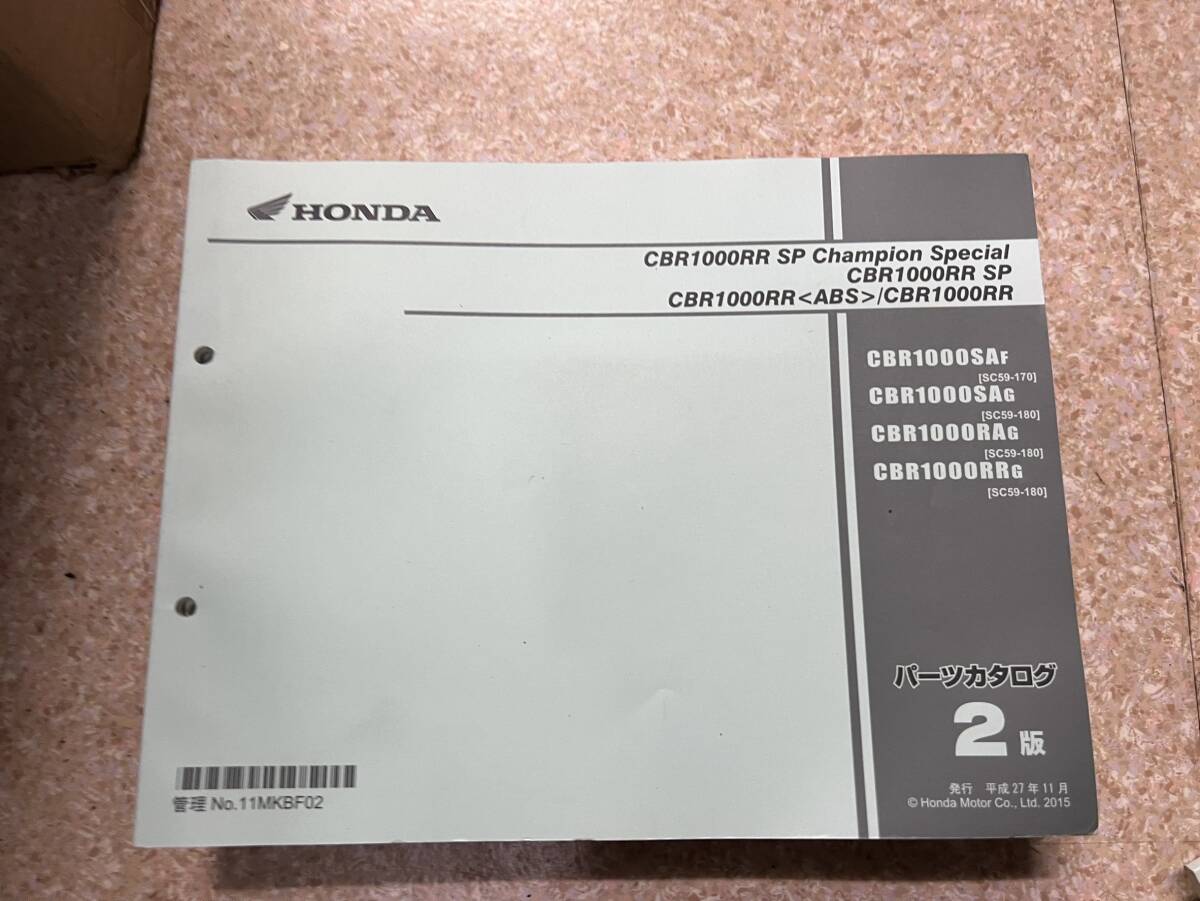 HONDA
CBR1000RR SP Champion Special
CBR1000RR SP
CBR1000RR<ABS>/CBR1000RR
CBR1000SAF
[SC59-170]
CBR1000SAG
[SC59-180]
CBR1000RAG
[SC59-180]
CBR1000RRG
[SC59-180]
パーツカタログ
2版
発行 平成27年11月
© Honda Motor Co., Ltd. 2015
管理 No.11MKBF02